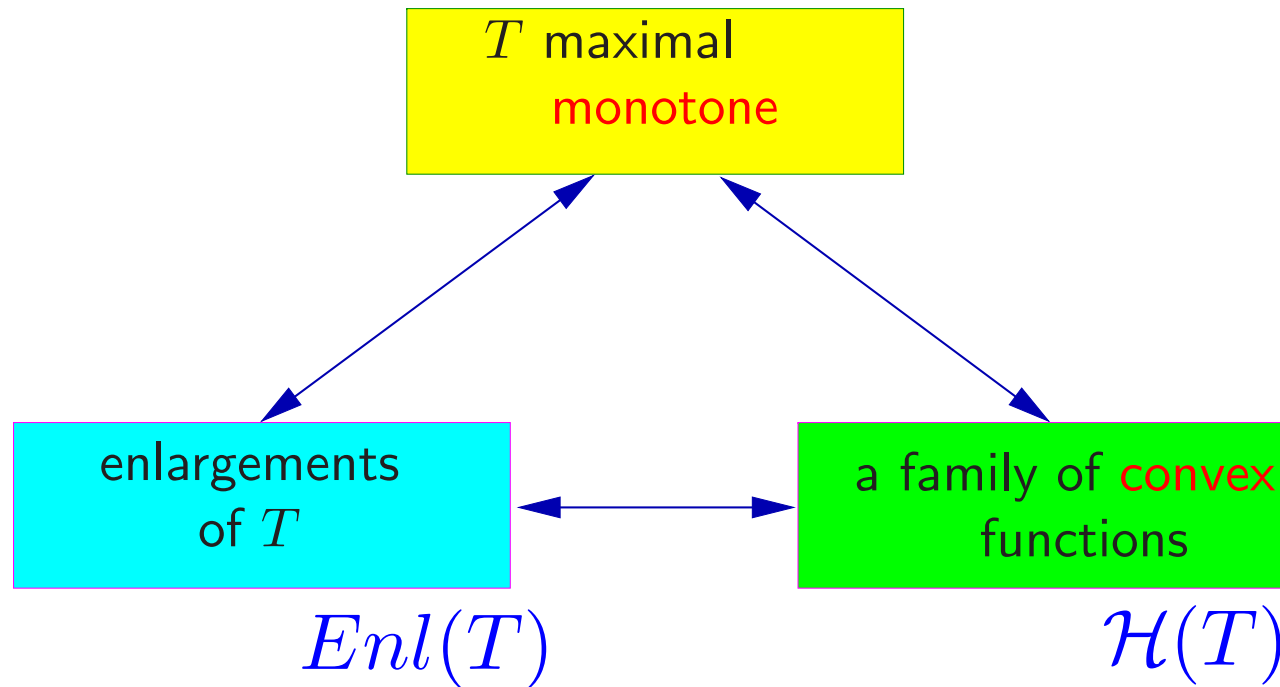 T maximal
monotone
enlargements
of T
a family of convex
functions
Enl(T)
ℋ(T)